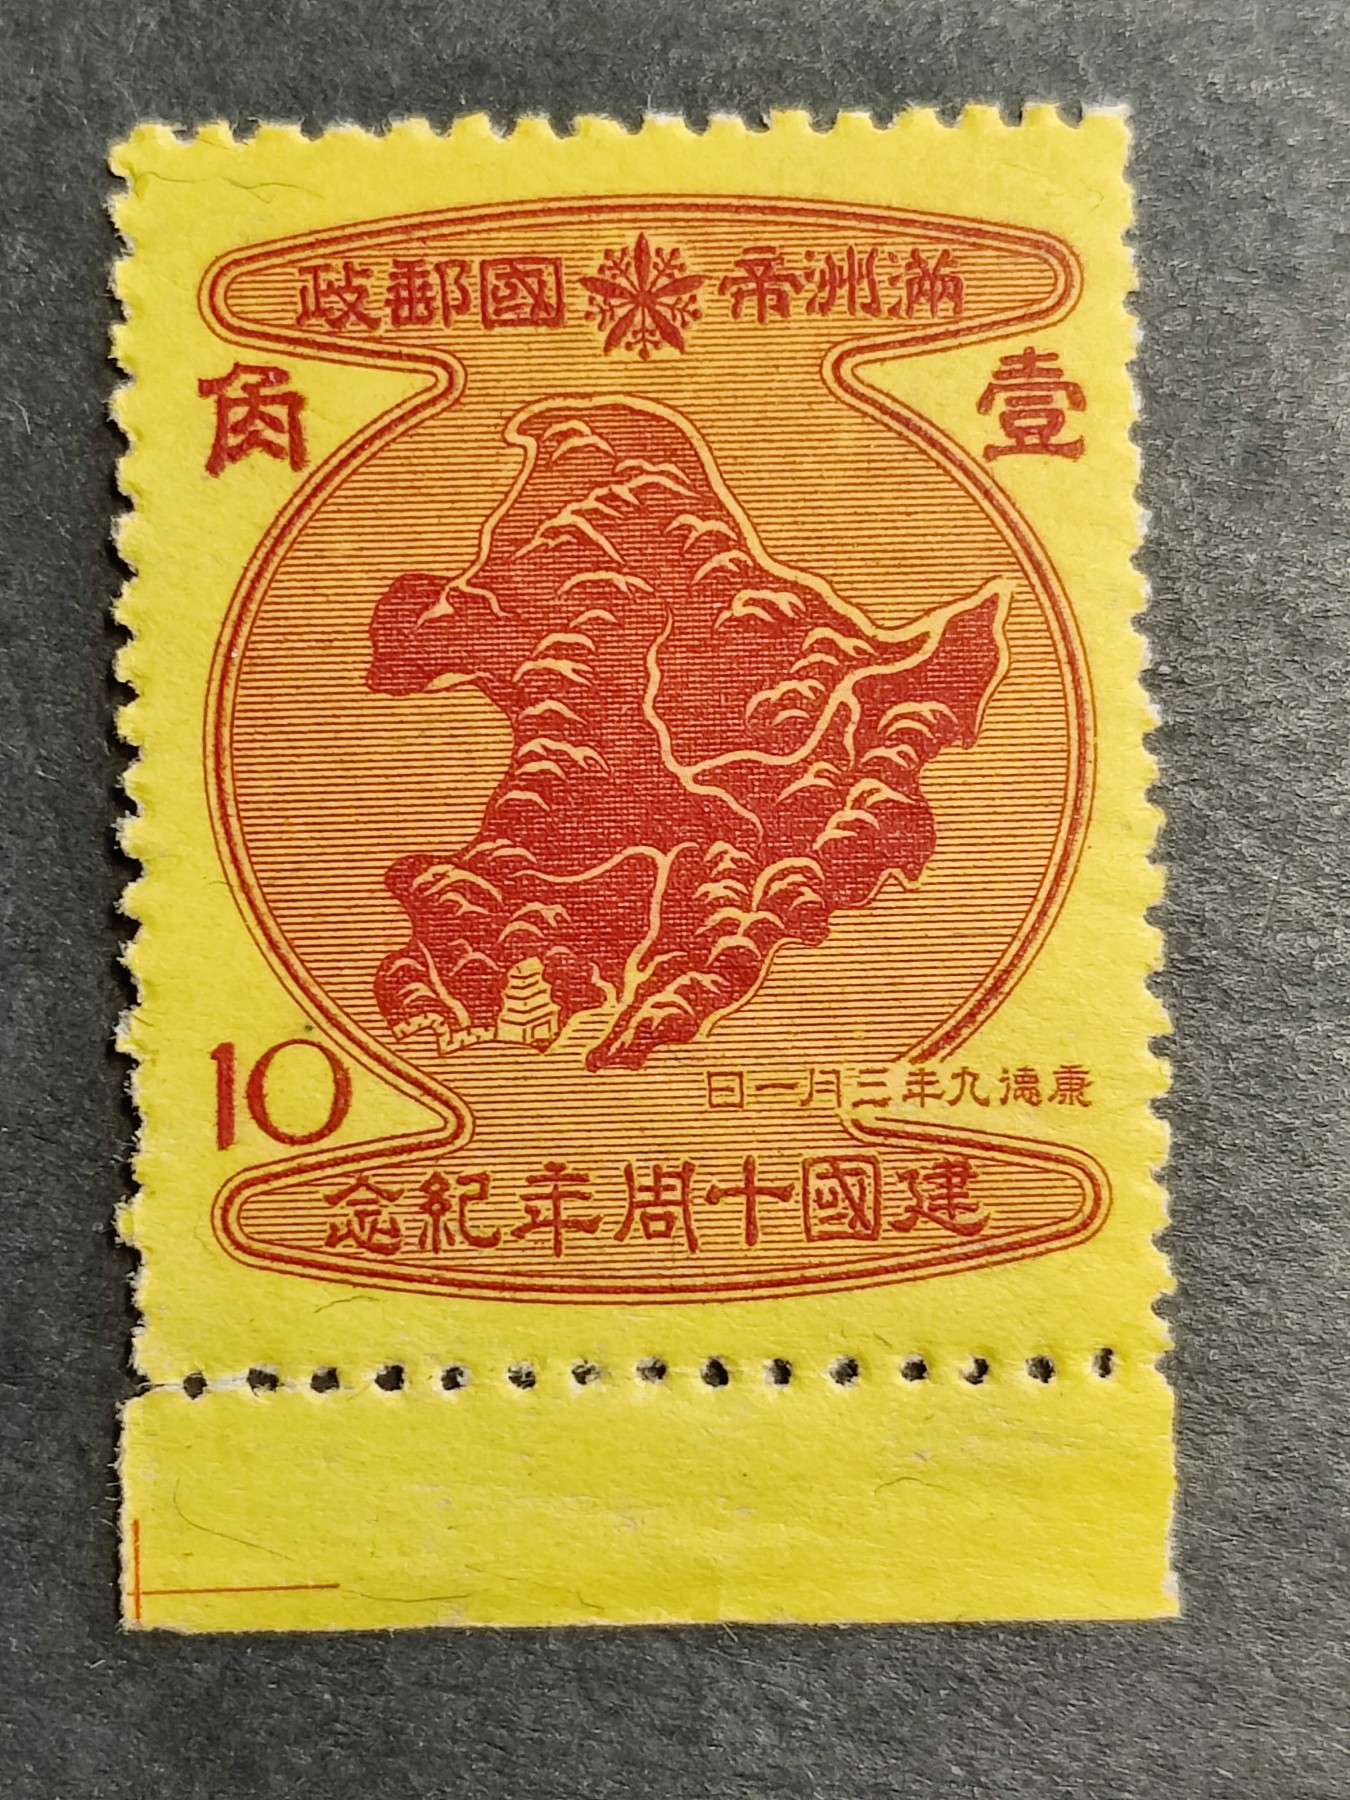 滿洲帝國郵政
壹角
10
康德九年三月一日
建國十周年紀念